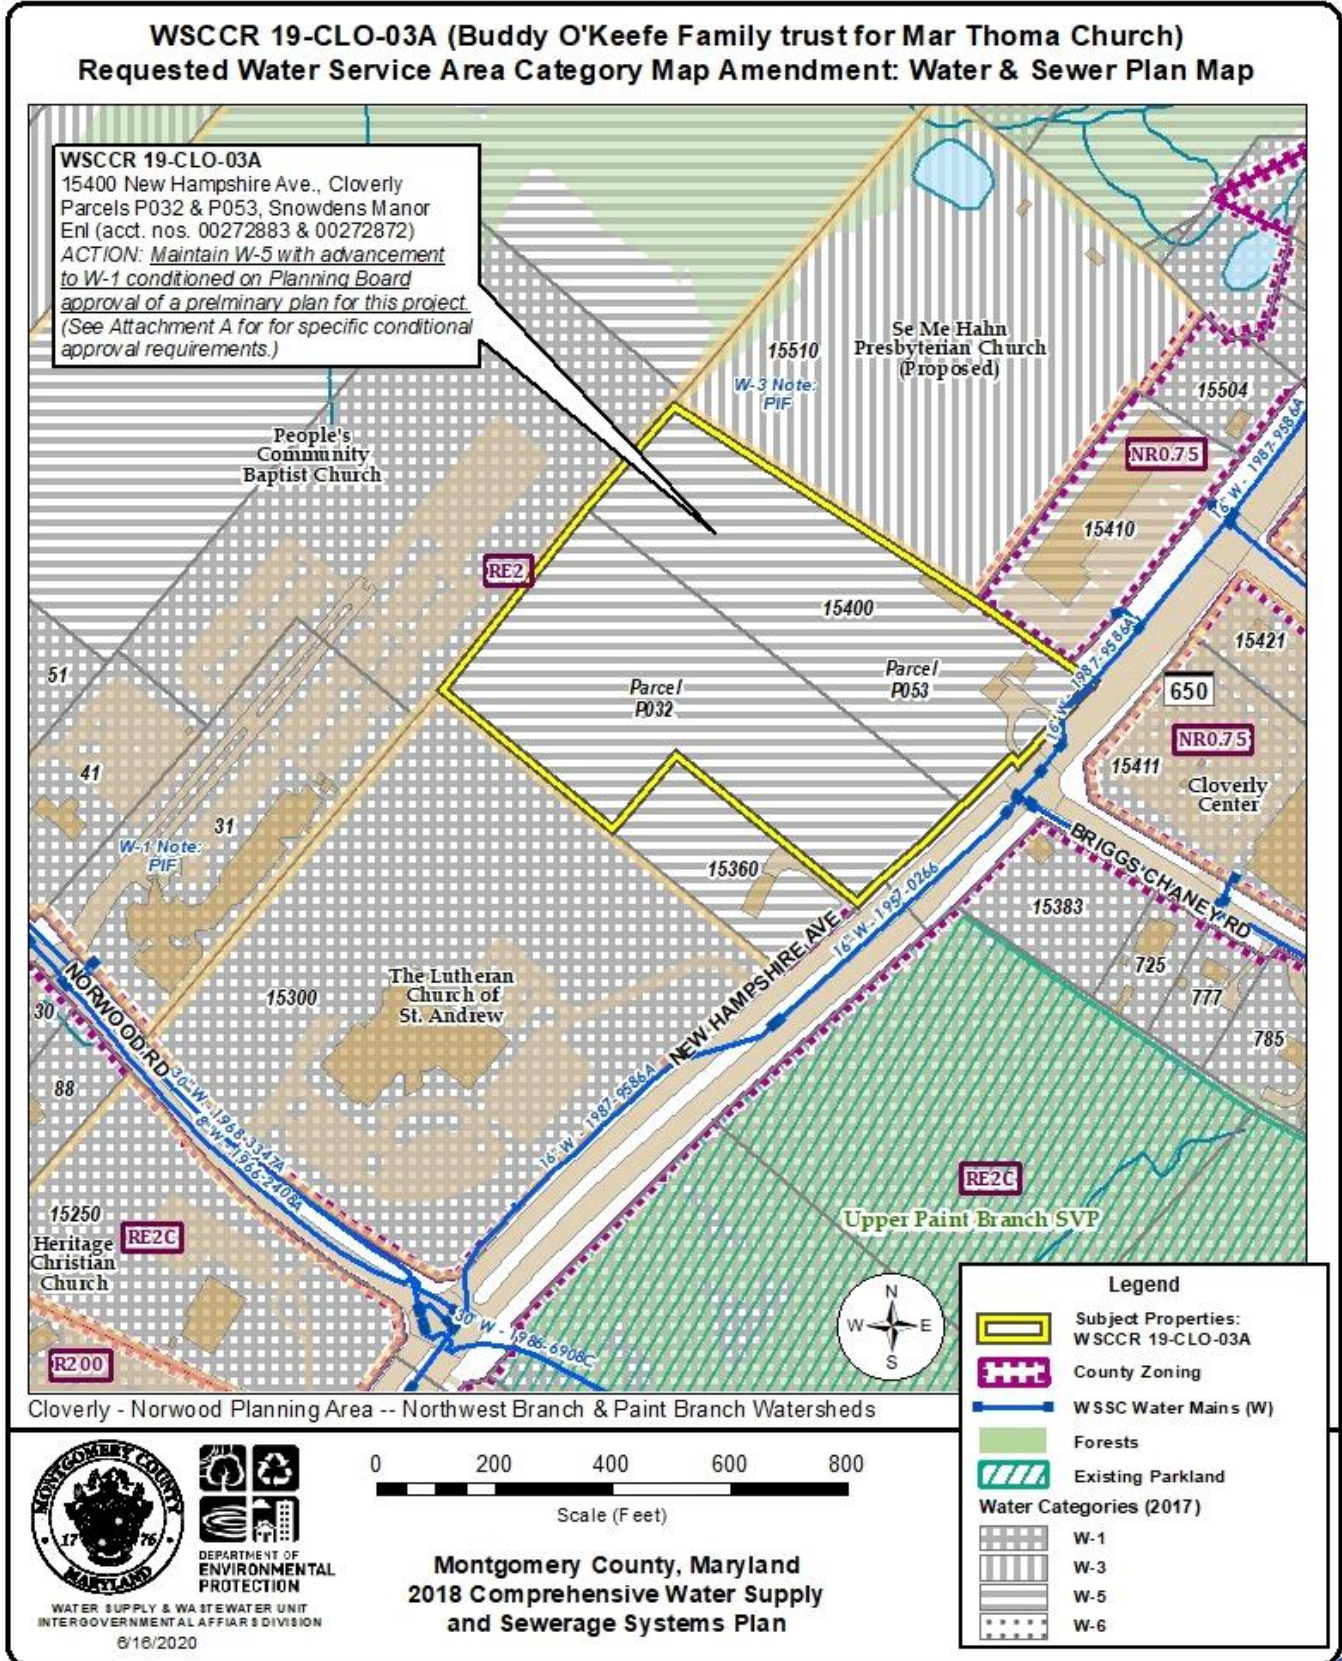 WSCCR 19-CLO-03A (Buddy O'Keefe Family trust for Mar Thoma Church)
Requested Water Service Area Category Map Amendment: Water & Sewer Plan Map
WSCCR 19-CLO-03A
15400 New Hampshire Ave., Cloverly
Parcels P032 & P053, Snowdens Manor
Enl (acct. nos. 00272883 & 00272872)
ACTION: Maintain W-5 with advancement
to W-1 conditioned on Planning Board
approval of a prelminary plan for this project.
(See Attachment A for for specific conditional
approval requirements.)
Se Me Hahn
Presbyterian Church
(Proposed)
15510
W-3 Note:
PIF
15504
People's
Community
Baptist Church
NR0.75
16" W - 1987-9586A
15410
RE2
15400
15421
16" W - 1987-9586A
Parcel
P053
Parcel
P032
51
650
NR0.75
15411
Cloverly
Center
41
31
W-1 Note:
PIF
15360
BRIGGS CHANEY RD
16" W - 1957-0266
15383
NEW HAMPSHIRE AVE
725
777
785
The Lutheran
Church of
St. Andrew
15300
NORWOOD RD
30
88
30" W - 1968-3347A
8" W - 1966-2408A
16" W - 1987-9586A
RE2C
Upper Paint Branch SVP
15250
RE2C
Heritage
Christian
Church
30" W - 1986-6908C
R200
N
W E
S
Cloverly - Norwood Planning Area -- Northwest Branch & Paint Branch Watersheds
Legend
Subject Properties:
WSCCR 19-CLO-03A
County Zoning
WSSC Water Mains (W)
Forests
Existing Parkland
Water Categories (2017)
W-1
W-3
W-5
W-6
MONTGOMERY COUNTY
17 76
MARYLAND
DEPARTMENT OF
ENVIRONMENTAL
PROTECTION
WATER SUPPLY & WASTEWATER UNIT
INTERGOVERNMENTAL AFFIARS DIVISION
6/16/2020
0 200 400 600 800
Scale (Feet)
Montgomery County, Maryland
2018 Comprehensive Water Supply
and Sewerage Systems Plan